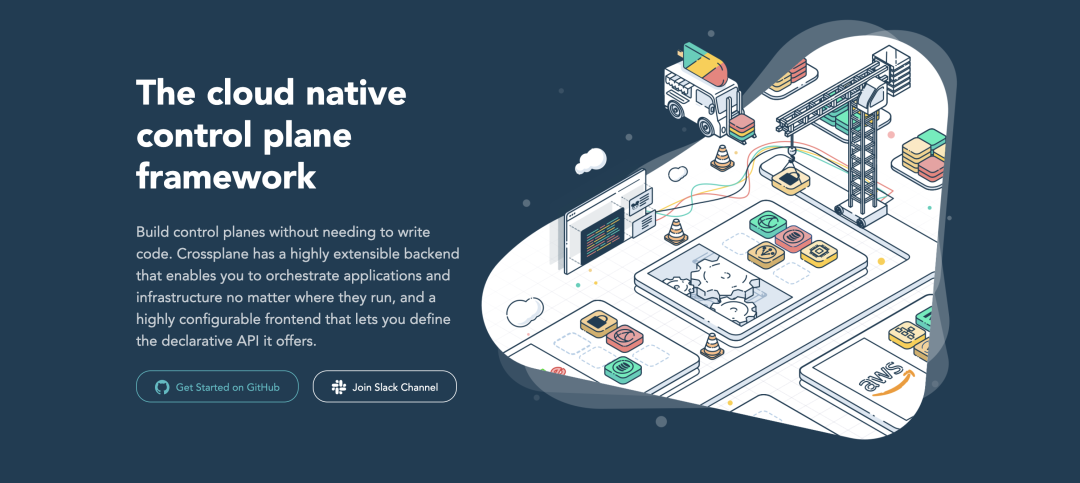 The cloud native
control plane
framework
Build control planes without needing to write
code. Crossplane has a highly extensible backend
that enables you to orchestrate applications and
infrastructure no matter where they run, and a
highly configurable frontend that lets you define
the declarative API it offers.
Get Started on GitHub
Join Slack Channel
aws